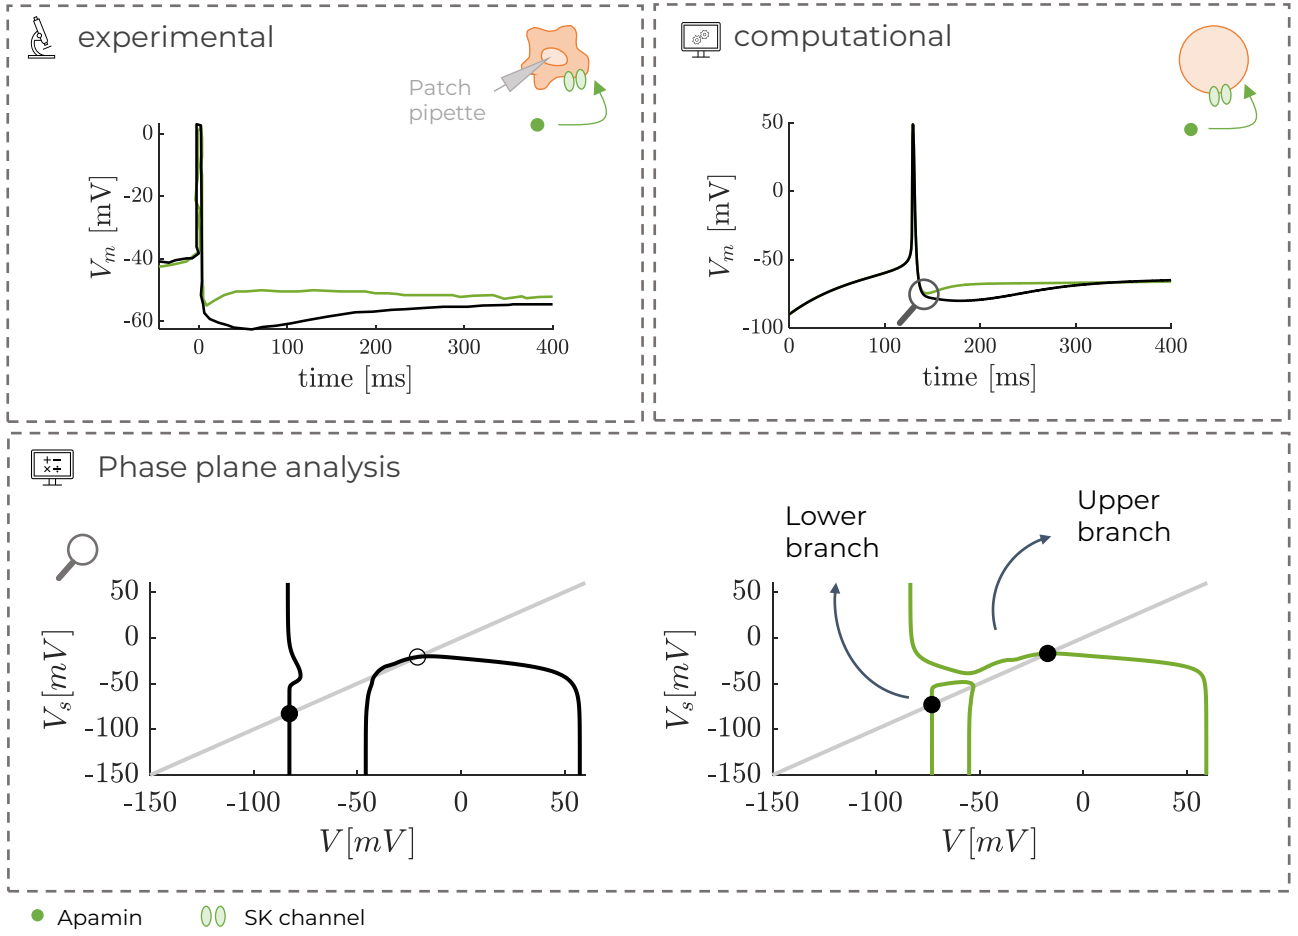 experimental
Patch
pipette
0
-20
-40
-60
V_m [mV]
0
100
200
300
400
time [ms]
computational
50
0
-50
-100
V_m [mV]
0
100
200
300
400
time [ms]
+-
×÷
Phase plane analysis
50
0
-50
-100
-150
V_s[mV]
-150
-100
-50
0
50
V[mV]
Lower
branch
Upper
branch
50
0
-50
-100
-150
V_s[mV]
-150
-100
-50
0
50
V[mV]
Apamin
SK channel